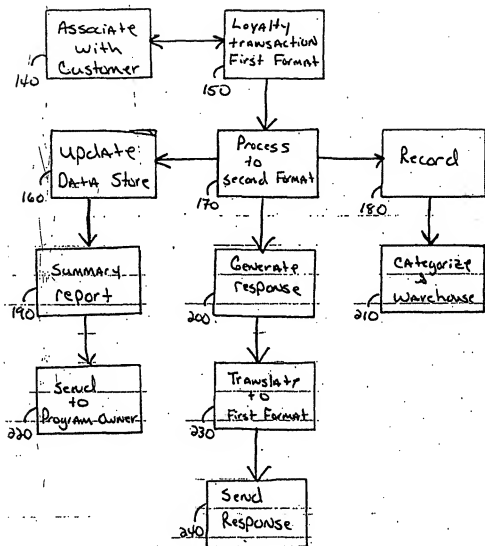 Associate
with
Customer
140
Loyalty
transaction
First Format
150
Update
Data Store
160
Process
to
Second Format
170
Record
180
Summary
report
190
Generate
response
200
Categorize
&
Warehouse
210
Send
to
Program Owner
220
Translate
to
First Format
230
Send
Response
240